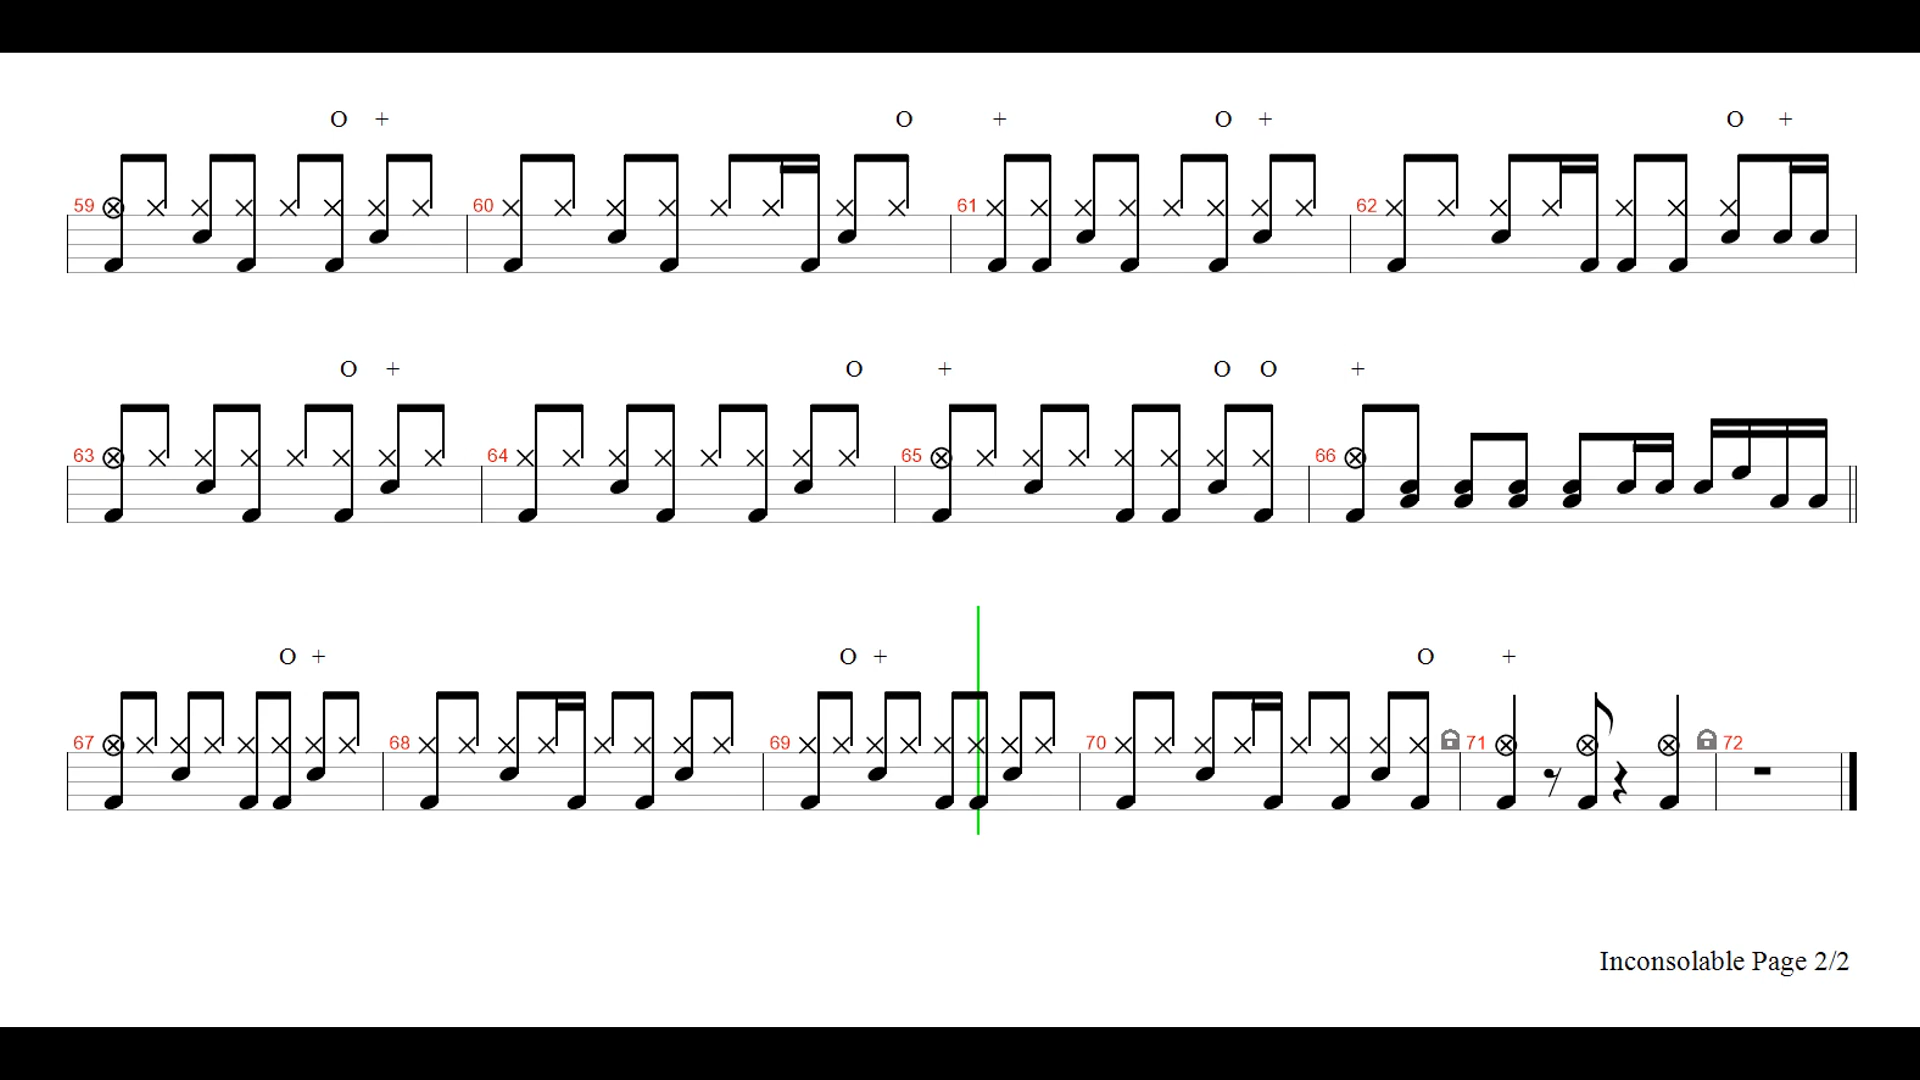 O + O + O + O +
59 60 61 62
O + O + O O +
63 64 65 66
O + O + O +
67 68 69 70 71 72
Inconsolable Page 2/2